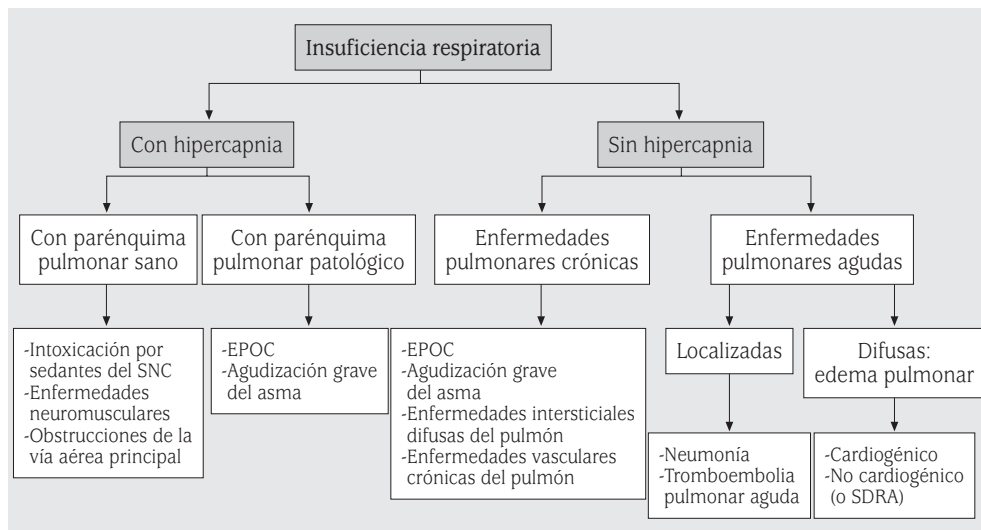 Insuficiencia respiratoria
Con hipercapnia
Sin hipercapnia
Con parénquima
pulmonar sano
Con parénquima
pulmonar patológico
Enfermedades
pulmonares crónicas
Enfermedades
pulmonares agudas
-Intoxicación por
sedantes del SNC
-Enfermedades
neuromusculares
-Obstrucciones de la
vía aérea principal
-EPOC
-Agudización grave
del asma
-EPOC
-Agudización grave
del asma
-Enfermedades intersticiales
difusas del pulmón
-Enfermedades vasculares
crónicas del pulmón
Localizadas
Difusas:
edema pulmonar
-Neumonía
-Tromboembolia
pulmonar aguda
-Cardiogénico
-No cardiogénico
(o SDRA)